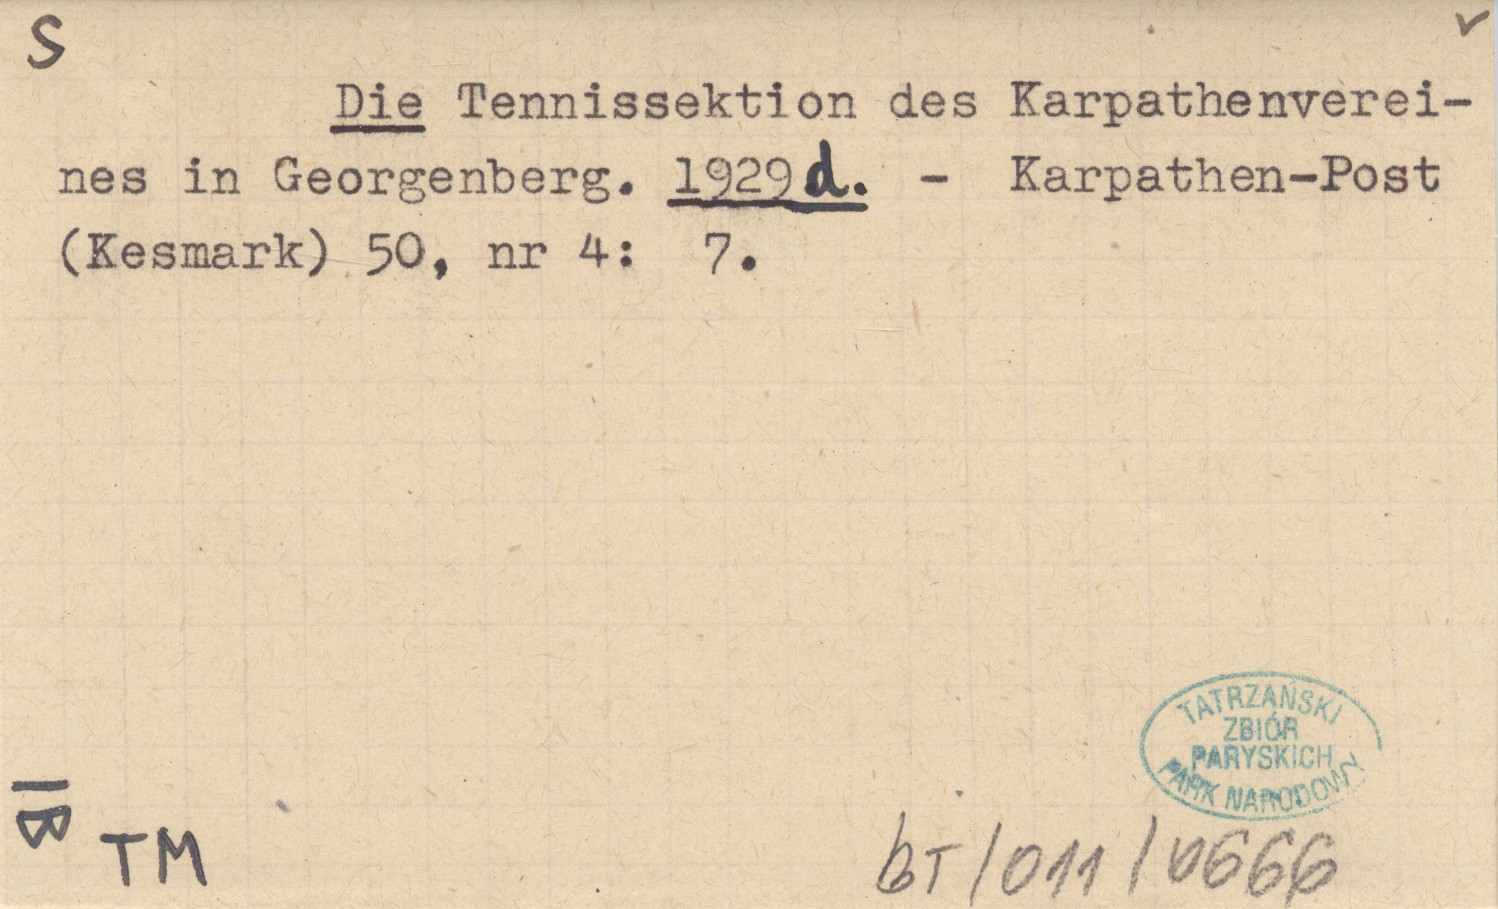 S
Die Tennissektion des Karpathenverei-
nes in Georgenberg. 1929d. - Karpathen-Post
(Kesmark) 50, nr 4: 7.
TATRZAŃSKI
ZBIÓR
PARYSKICH
PARK NARODOWY
B
TM
bT/011/0666